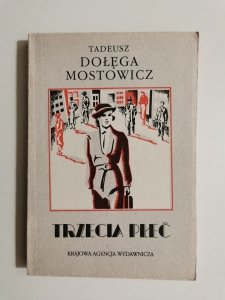 TADEUSZ
DOŁĘGA
MOSTOWICZ
TRZECIA PŁEĆ
KRAJOWA AGENCJA WYDAWNICZA